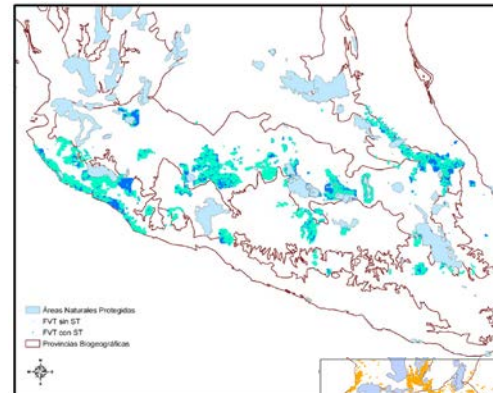 Áreas Naturales Protegidas
FVT sin ST
FVT con ST
Provincias Biogeográficas